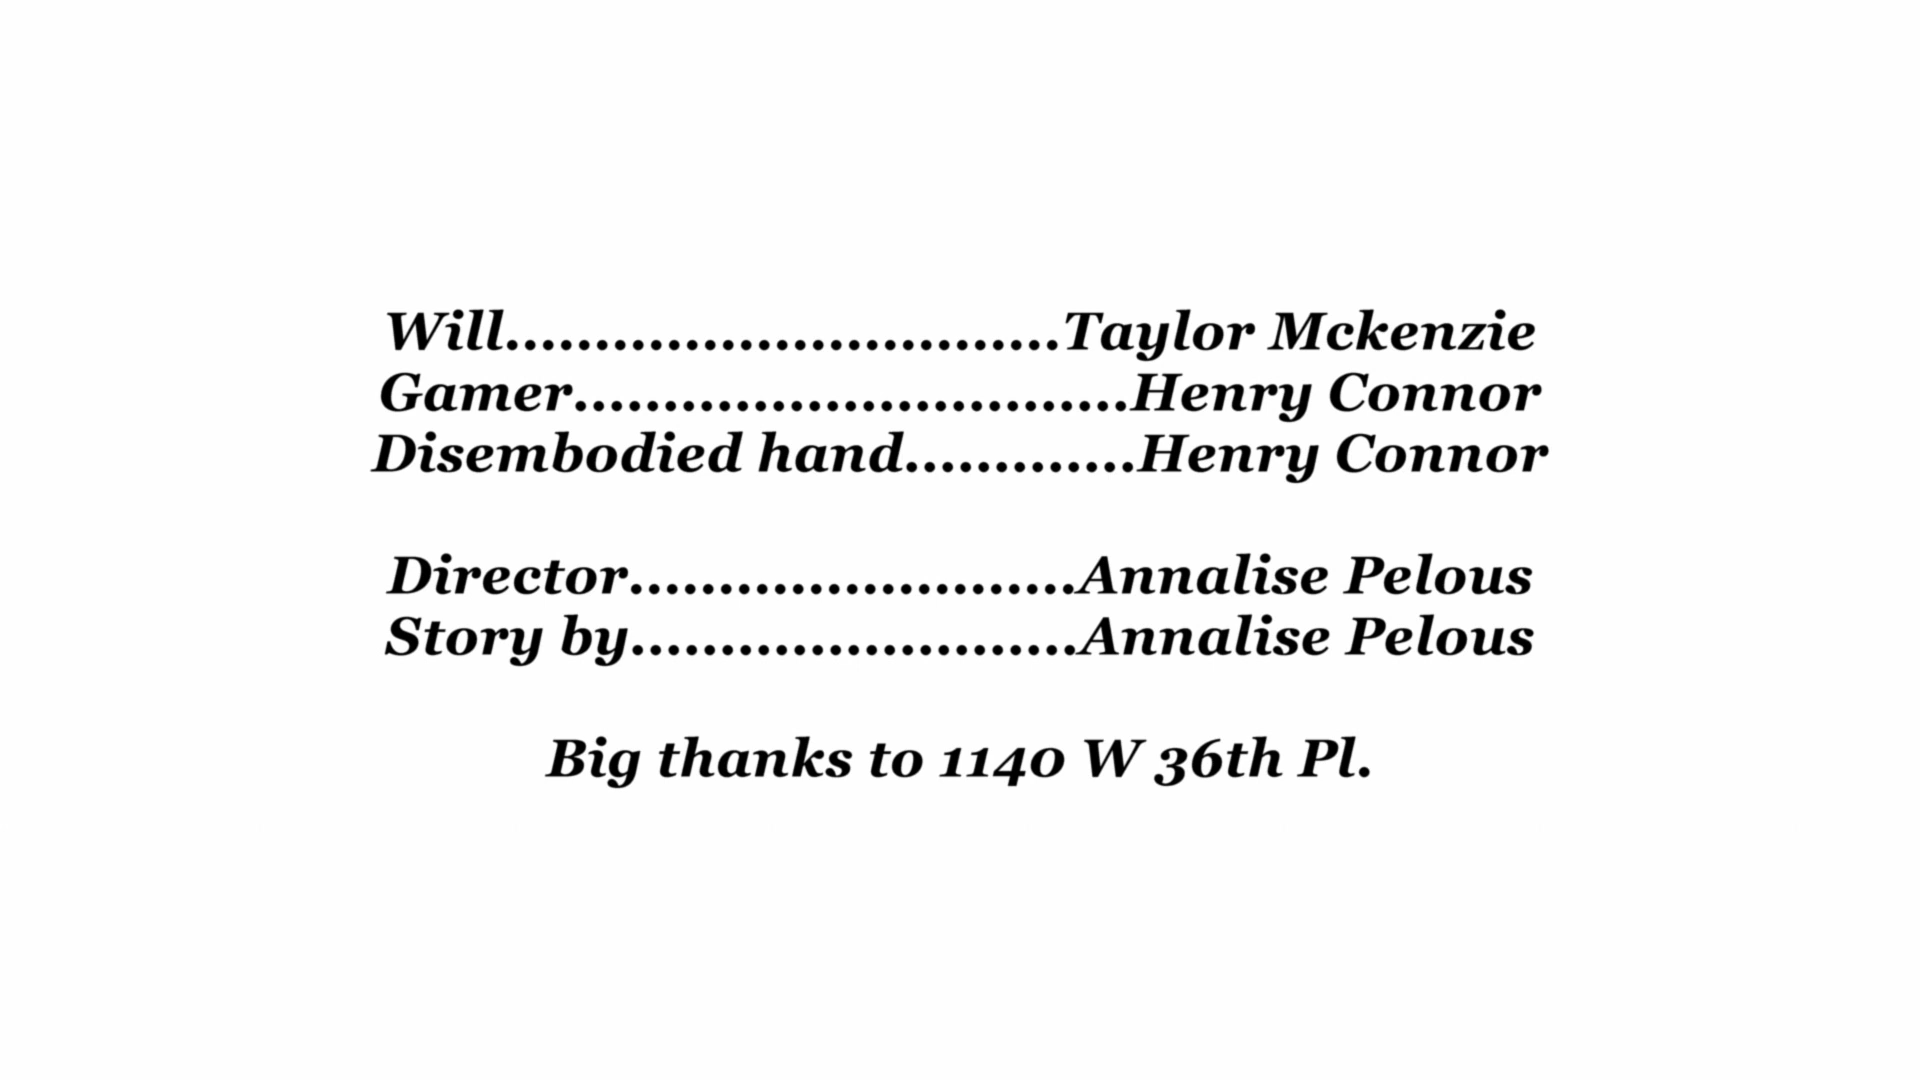 Will...............................Taylor Mckenzie
Gamer...............................Henry Connor
Disembodied hand.............Henry Connor
Director.........................Annalise Pelous
Story by.........................Annalise Pelous
Big thanks to 1140 W 36th Pl.